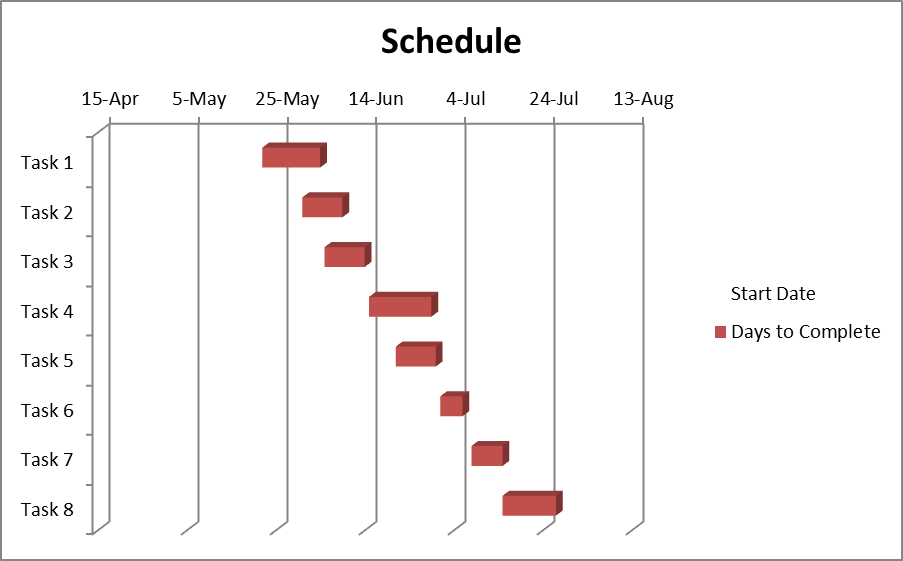 Schedule
15-Apr 5-May 25-May 14-Jun 4-Jul 24-Jul 13-Aug
Task 1
Task 2
Task 3
Task 4
Task 5
Task 6
Task 7
Task 8
Start Date
Days to Complete